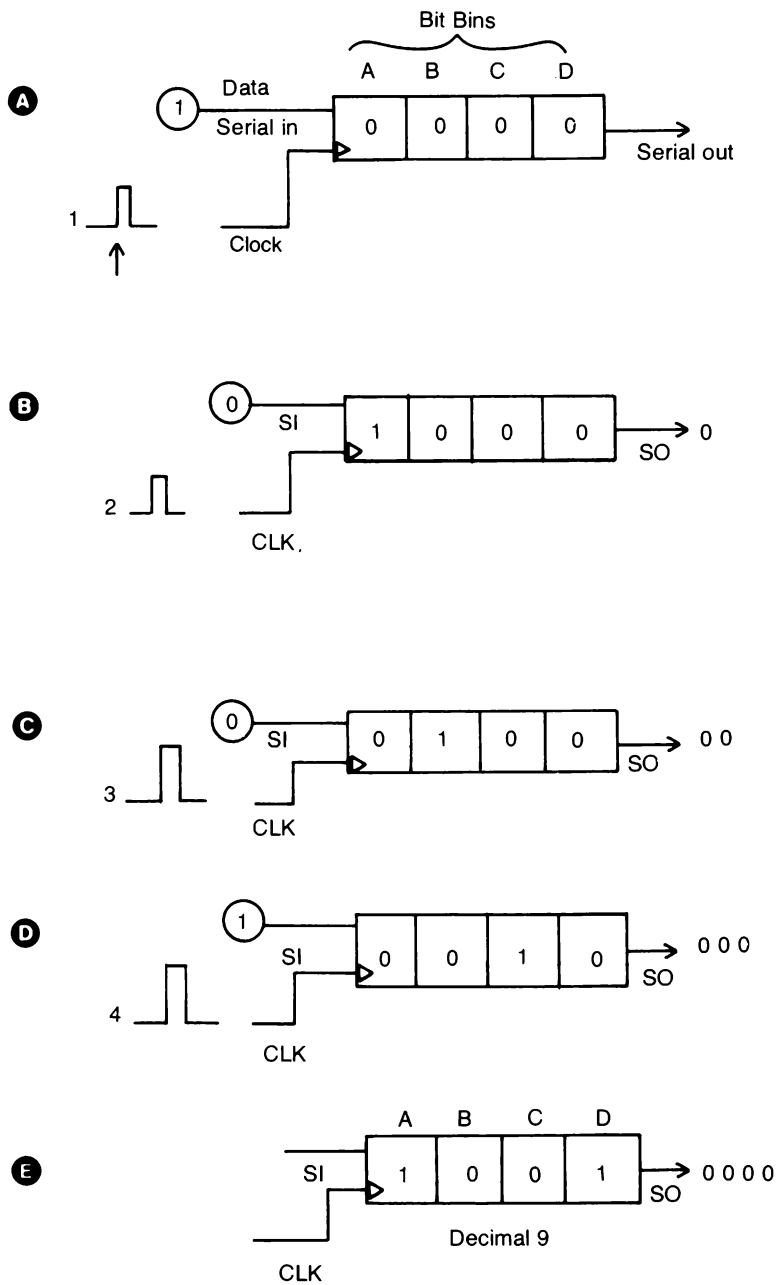 Bit Bins
A B C D
A
1
Data
Serial in
0 0 0 0
Serial out
1
Clock
B
0
SI
1 0 0 0
SO
0
2
CLK.
C
0
SI
0 1 0 0
SO
0 0
3
CLK
D
1
SI
0 0 1 0
SO
0 0 0
4
CLK
A B C D
E
SI
1 0 0 1
SO
0 0 0 0
Decimal 9
CLK